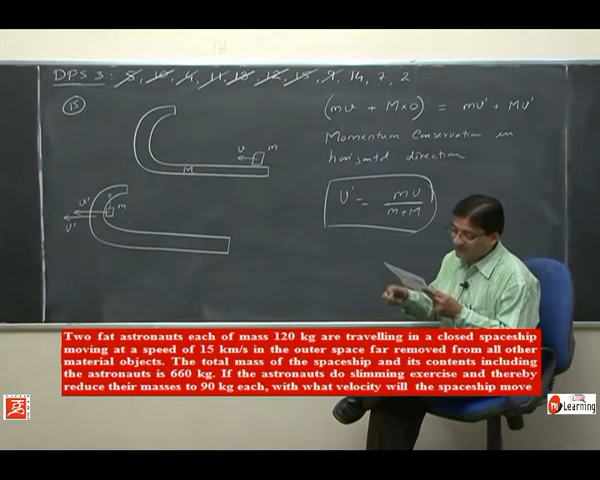 DPS 3 : 8, 10, 4, 11, 13, 12, 15, 9, 14, 7, 2
15
(mv + M×0) = mv' + Mv'
Momentum Conservation in
horizontal direction
v' = mv
m+M
v
m
M
v'
m
v'
Two fat astronauts each of mass 120 kg are travelling in a closed spaceship
moving at a speed of 15 km/s in the outer space far removed from all other
material objects. The total mass of the spaceship and its contents including
the astronauts is 660 kg. If the astronauts do slimming exercise and thereby
reduce their masses to 90 kg each, with what velocity will the spaceship move
Learning